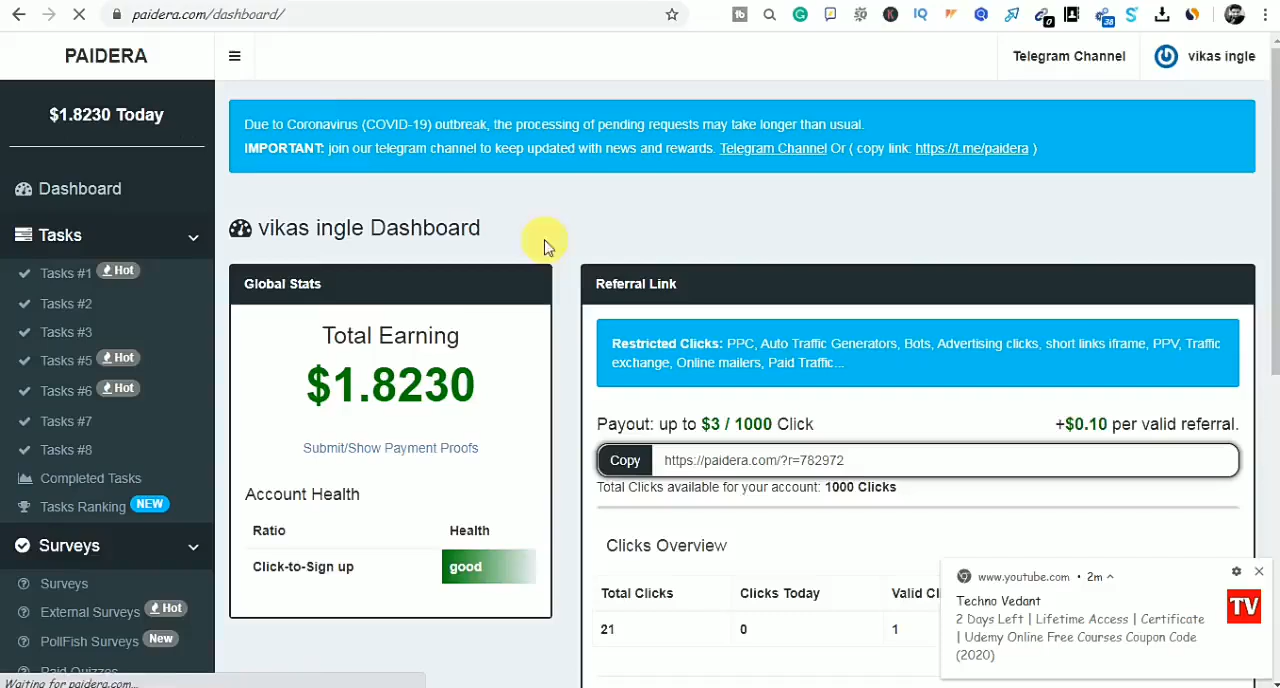 paidera.com/dashboard/
PAIDERA
Telegram Channel
vikas ingle
$1.8230 Today
Dashboard
Tasks
Tasks #1 Hot
Tasks #2
Tasks #3
Tasks #5 Hot
Tasks #6 Hot
Tasks #7
Tasks #8
Completed Tasks
Tasks Ranking NEW
Surveys
Surveys
External Surveys Hot
PollFish Surveys New
Paid Quizzes
Waiting for paidera.com...
Due to Coronavirus (COVID-19) outbreak, the processing of pending requests may take longer than usual.
IMPORTANT: join our telegram channel to keep updated with news and rewards. Telegram Channel Or ( copy link: https://t.me/paidera )
vikas ingle Dashboard
Global Stats
Total Earning
$1.8230
Submit/Show Payment Proofs
Account Health
Ratio Health
Click-to-Sign up good
Referral Link
Restricted Clicks: PPC, Auto Traffic Generators, Bots, Advertising clicks, short links iframe, PPV, Traffic
exchange, Online mailers, Paid Traffic...
Payout: up to $3 / 1000 Click +$0.10 per valid referral.
Copy https://paidera.com/?r=782972
Total Clicks available for your account: 1000 Clicks
Clicks Overview
Total Clicks Clicks Today Valid Cl
21 0 1
www.youtube.com • 2m
Techno Vedant
2 Days Left | Lifetime Access | Certificate
| Udemy Online Free Courses Coupon Code
(2020)
TV